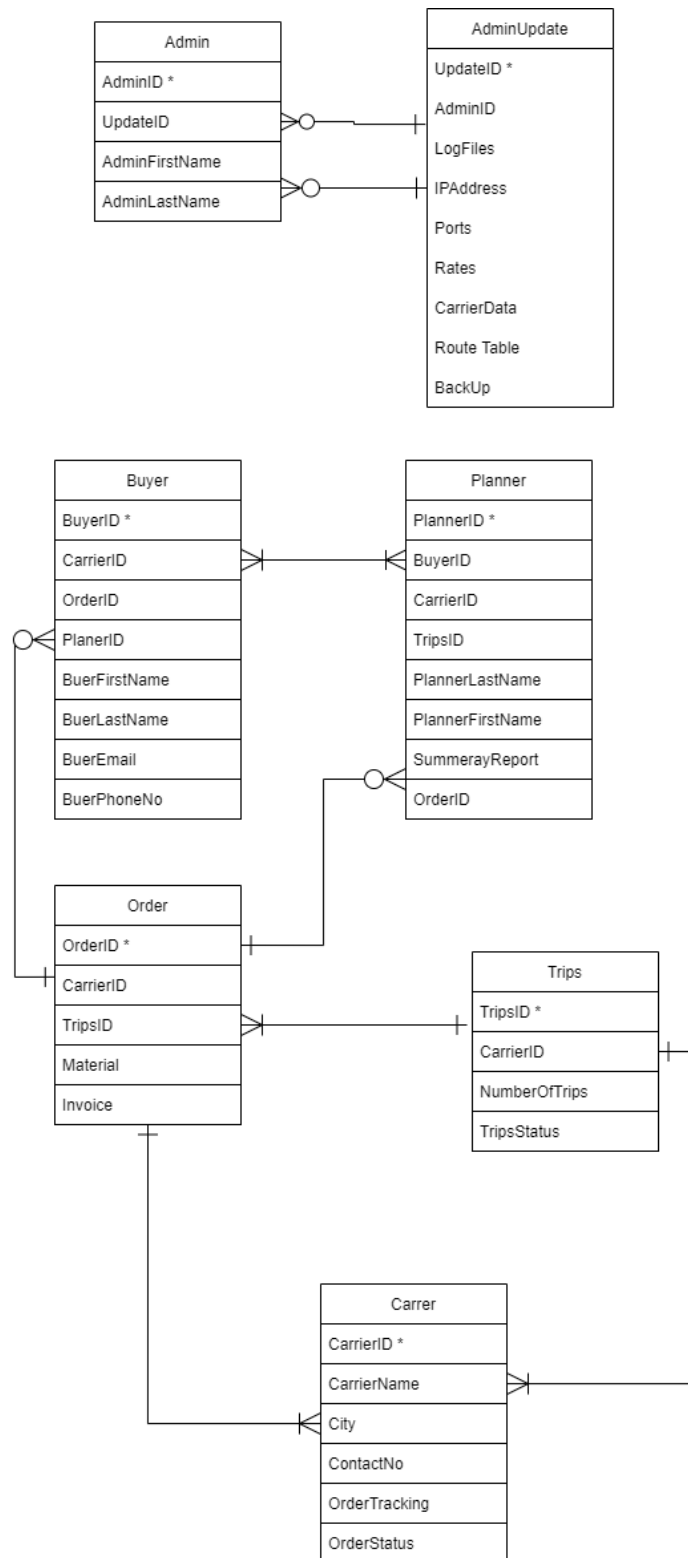 Admin
AdminID *
UpdateID
AdminFirstName
AdminLastName
AdminUpdate
UpdateID *
AdminID
LogFiles
IPAddress
Ports
Rates
CarrierData
Route Table
BackUp
Buyer
BuyerID *
CarrierID
OrderID
PlanerID
BuerFirstName
BuerLastName
BuerEmail
BuerPhoneNo
Planner
PlannerID *
BuyerID
CarrierID
TripsID
PlannerLastName
PlannerFirstName
SummerayReport
OrderID
Order
OrderID *
CarrierID
TripsID
Material
Invoice
Trips
TripsID *
CarrierID
NumberOfTrips
TripsStatus
Carrer
CarrierID *
CarrierName
City
ContactNo
OrderTracking
OrderStatus